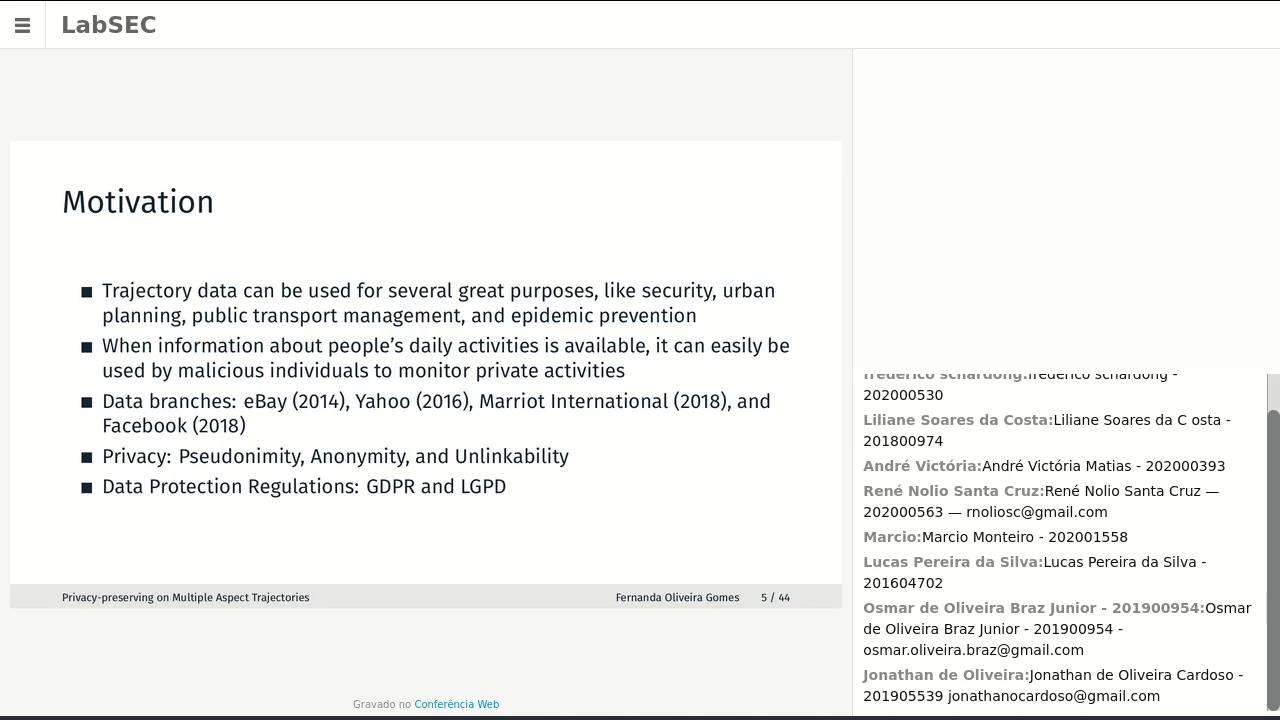 LabSEC
Motivation
■ Trajectory data can be used for several great purposes, like security, urban
planning, public transport management, and epidemic prevention
■ When information about people's daily activities is available, it can easily be
used by malicious individuals to monitor private activities
■ Data branches: eBay (2014), Yahoo (2016), Marriot International (2018), and
Facebook (2018)
■ Privacy: Pseudonimity, Anonymity, and Unlinkability
■ Data Protection Regulations: GDPR and LGPD
Privacy-preserving on Multiple Aspect Trajectories Fernanda Oliveira Gomes 5 / 44
Gravado no Conferência Web
frederico schardong:frederico schardong -
202000530
Liliane Soares da Costa:Liliane Soares da C osta -
201800974
André Victória:André Victória Matias - 202000393
René Nolio Santa Cruz:René Nolio Santa Cruz —
202000563 — rnoliosc@gmail.com
Marcio:Marcio Monteiro - 202001558
Lucas Pereira da Silva:Lucas Pereira da Silva -
201604702
Osmar de Oliveira Braz Junior - 201900954:Osmar
de Oliveira Braz Junior - 201900954 -
osmar.oliveira.braz@gmail.com
Jonathan de Oliveira:Jonathan de Oliveira Cardoso -
201905539 jonathanocardoso@gmail.com